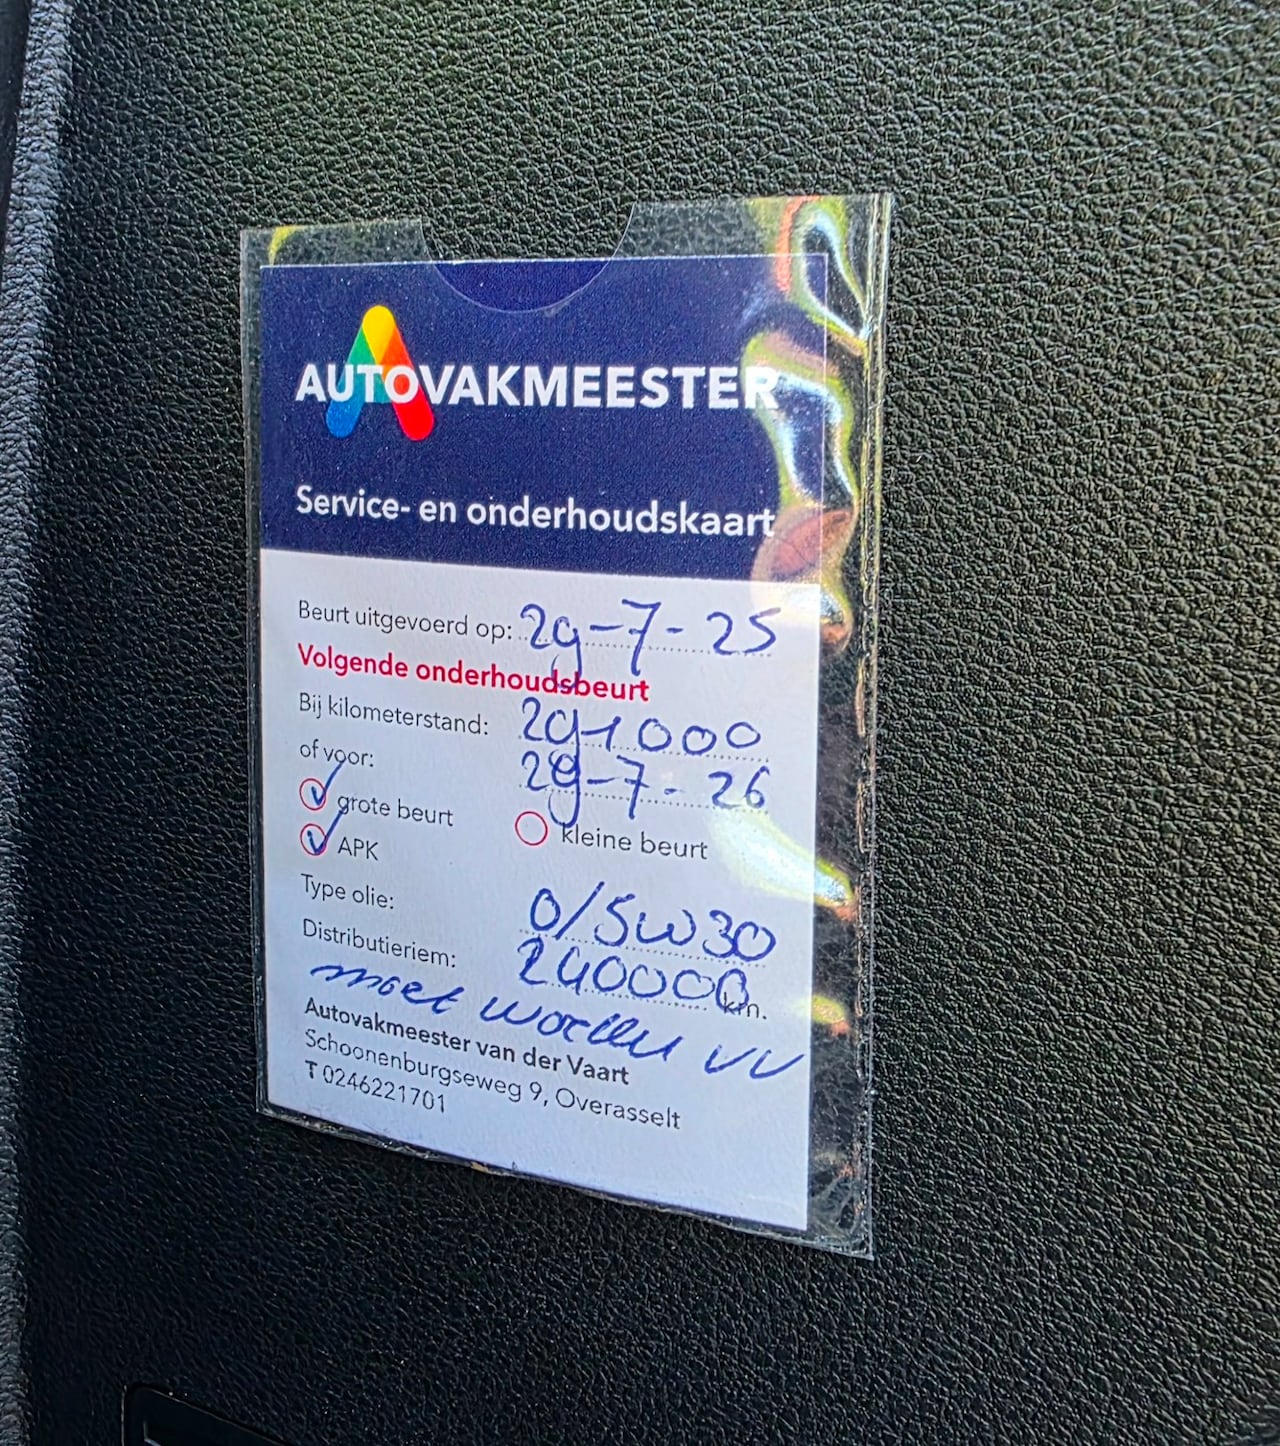 AUTOVAKMEESTER
Service- en onderhoudskaart
Beurt uitgevoerd op: 29-7-25
Volgende onderhoudsbeurt
Bij kilometerstand: 291000
of voor: 29-7-26
grote beurt kleine beurt
APK
Type olie: 0/5W30
Distributieriem: 240000 km.
moet worden vv
Autovakmeester van der Vaart
Schoonenburgseweg 9, Overasselt
T 0246221701